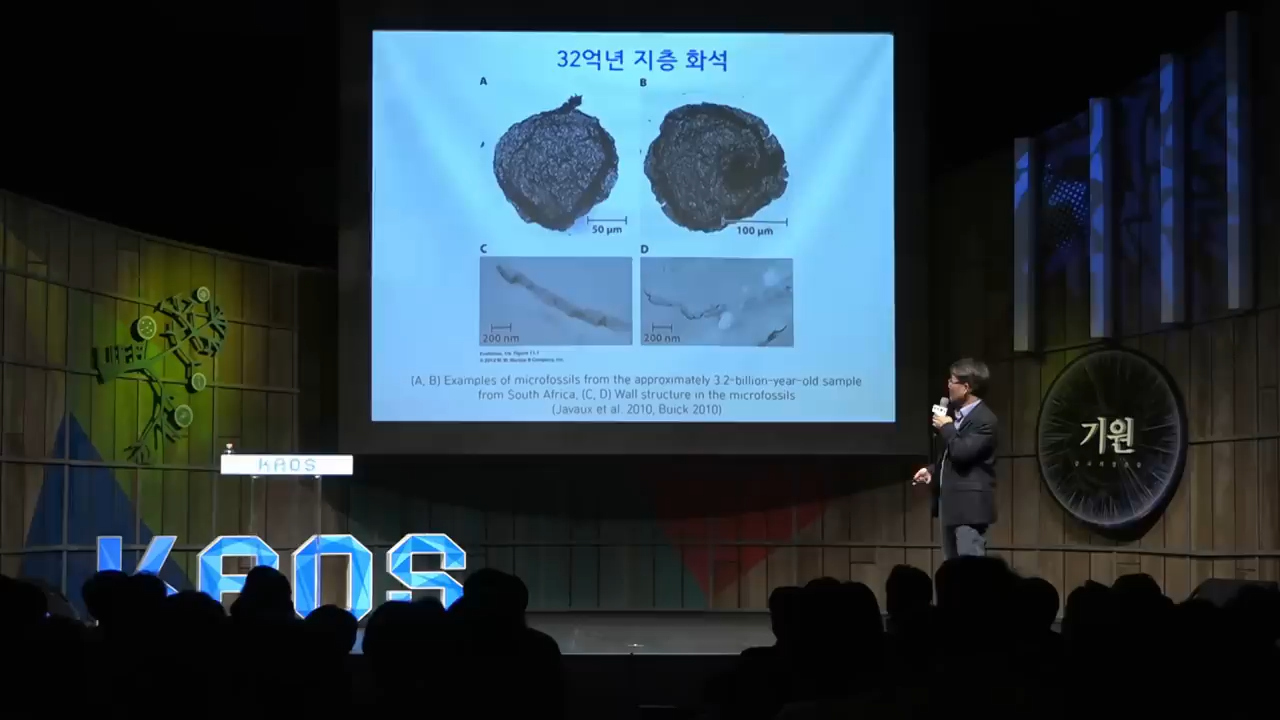 32억년 지층 화석
A
B
50 µm
100 µm
C
D
200 nm
200 nm
(A, B) Examples of microfossils from the approximately 3.2-billion-year-old sample
from South Africa, (C, D) Wall structure in the microfossils
(Javaux et al. 2010, Buick 2010)
기원
KAOS
KAOS